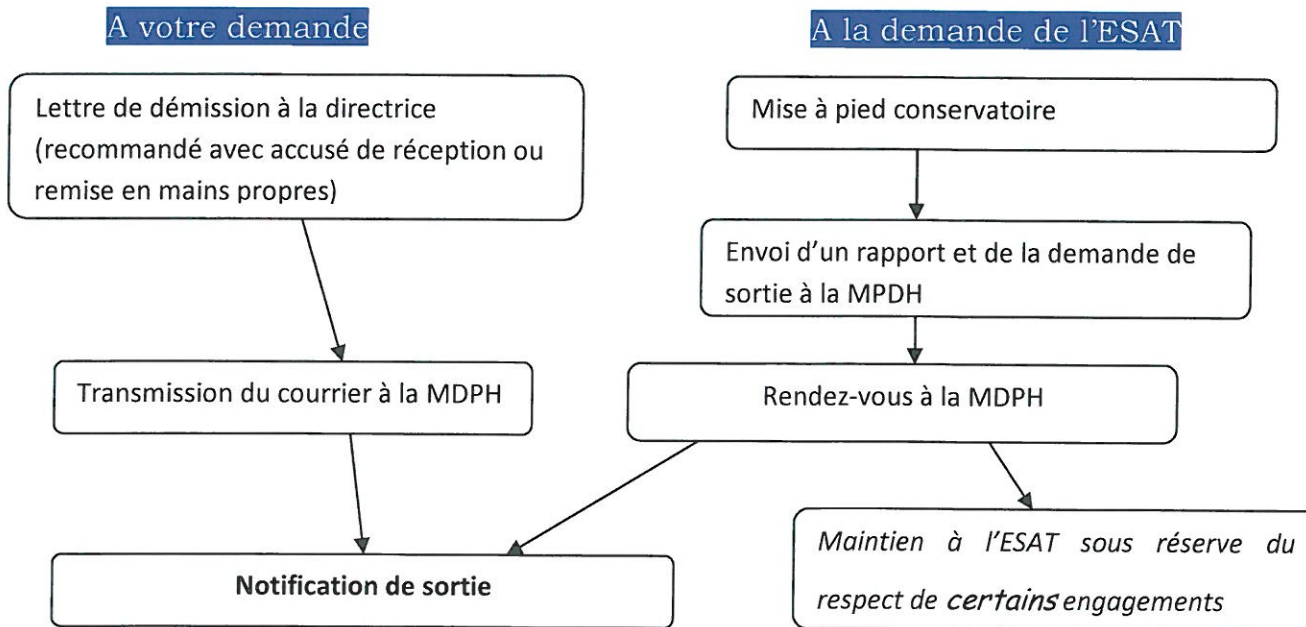 A votre demande
A la demande de l'ESAT
Lettre de démission à la directrice
(recommandé avec accusé de réception ou
remise en mains propres)
Mise à pied conservatoire
Envoi d'un rapport et de la demande de
sortie à la MPDH
Transmission du courrier à la MDPH
Rendez-vous à la MDPH
Notification de sortie
Maintien à l'ESAT sous réserve du
respect de certains engagements